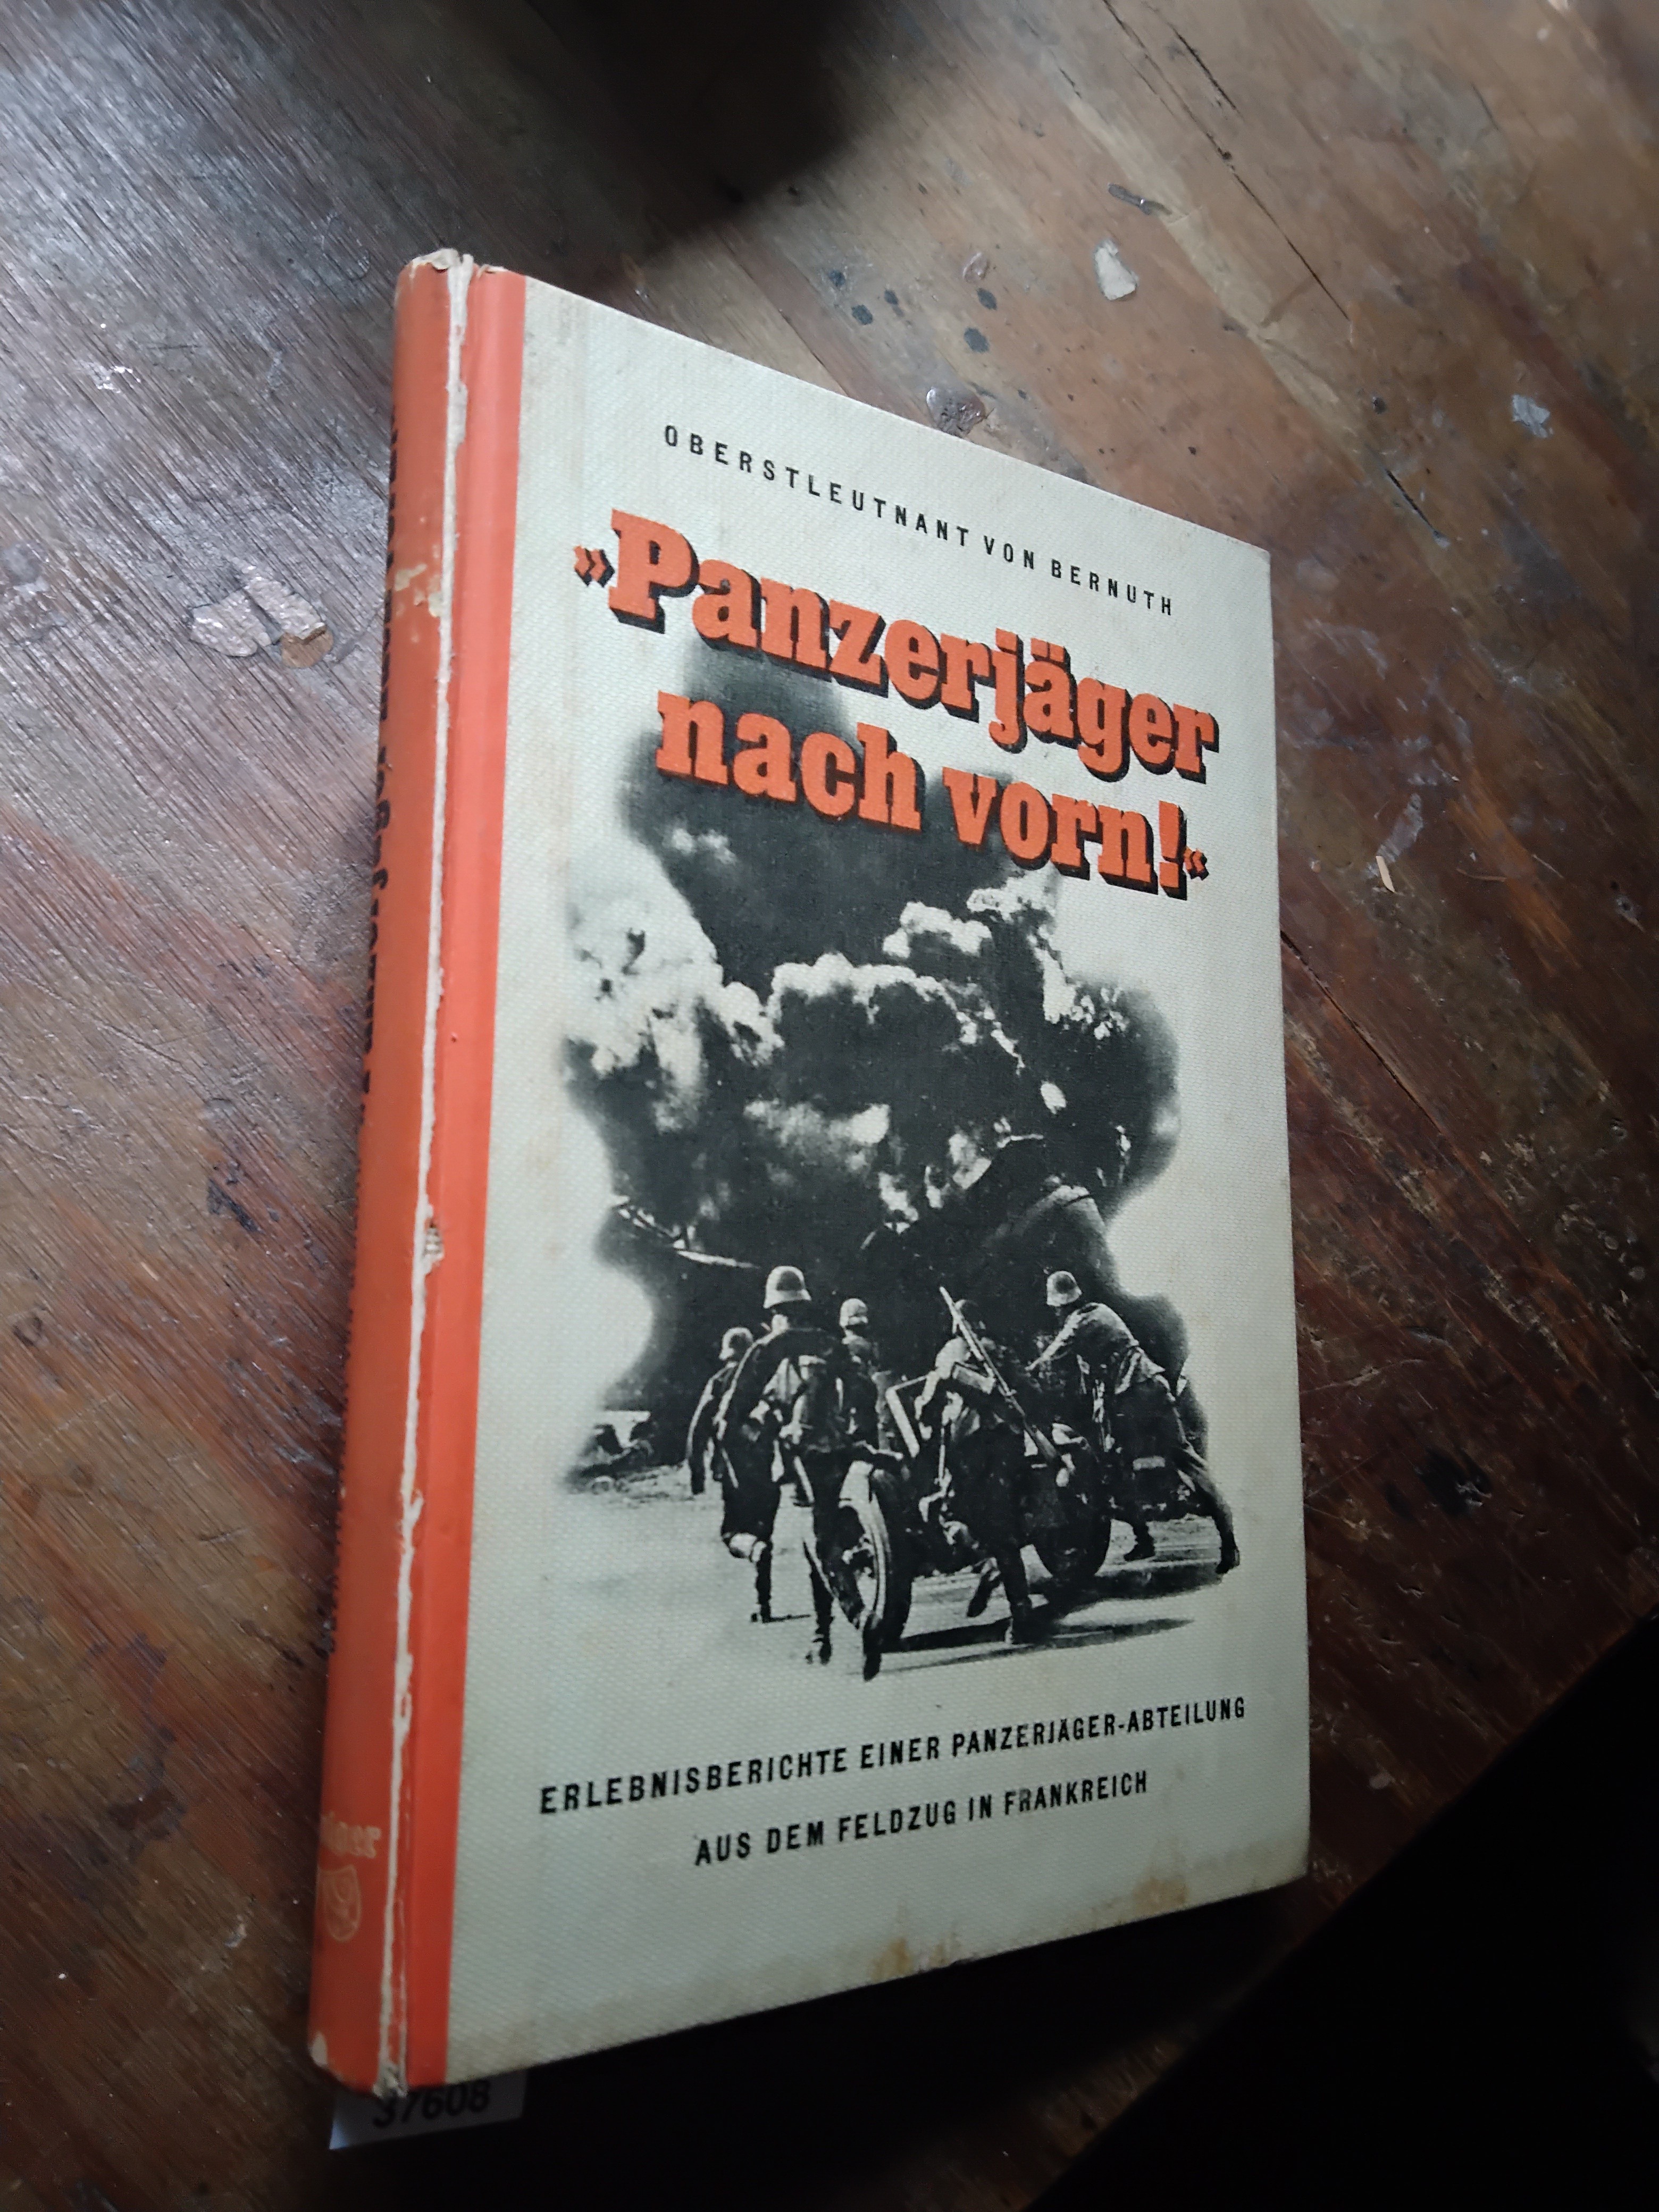 OBERSTLEUTNANT VON BERNUTH
»Panzerjäger
nach vorn!«
ERLEBNISBERICHTE EINER PANZERJÄGER-ABTEILUNG
AUS DEM FELDZUG IN FRANKREICH
37608